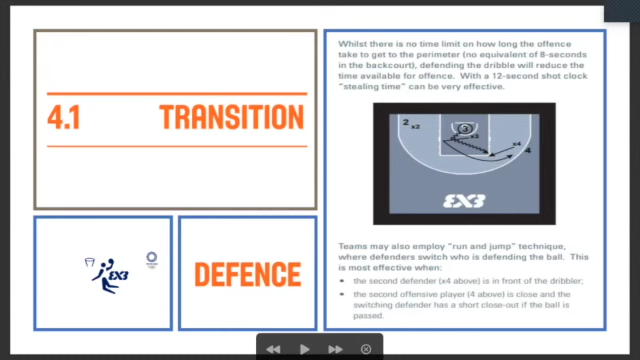 4.1 TRANSITION
3X3
DEFENCE
Whilst there is no time limit on how long the offence
take to get to the perimeter (no equivalent of 8-seconds
in the backcourt), defending the dribble will reduce the
time available for offence. With a 12-second shot clock
“stealing time” can be very effective.
2 x2
3
x3
x4
4
3X3
Teams may also employ “run and jump” technique,
where defenders switch who is defending the ball. This
is most effective when:
• the second defender (x4 above) is in front of the dribbler;
• the second offensive player (4 above) is close and the
switching defender has a short close-out if the ball is
passed.